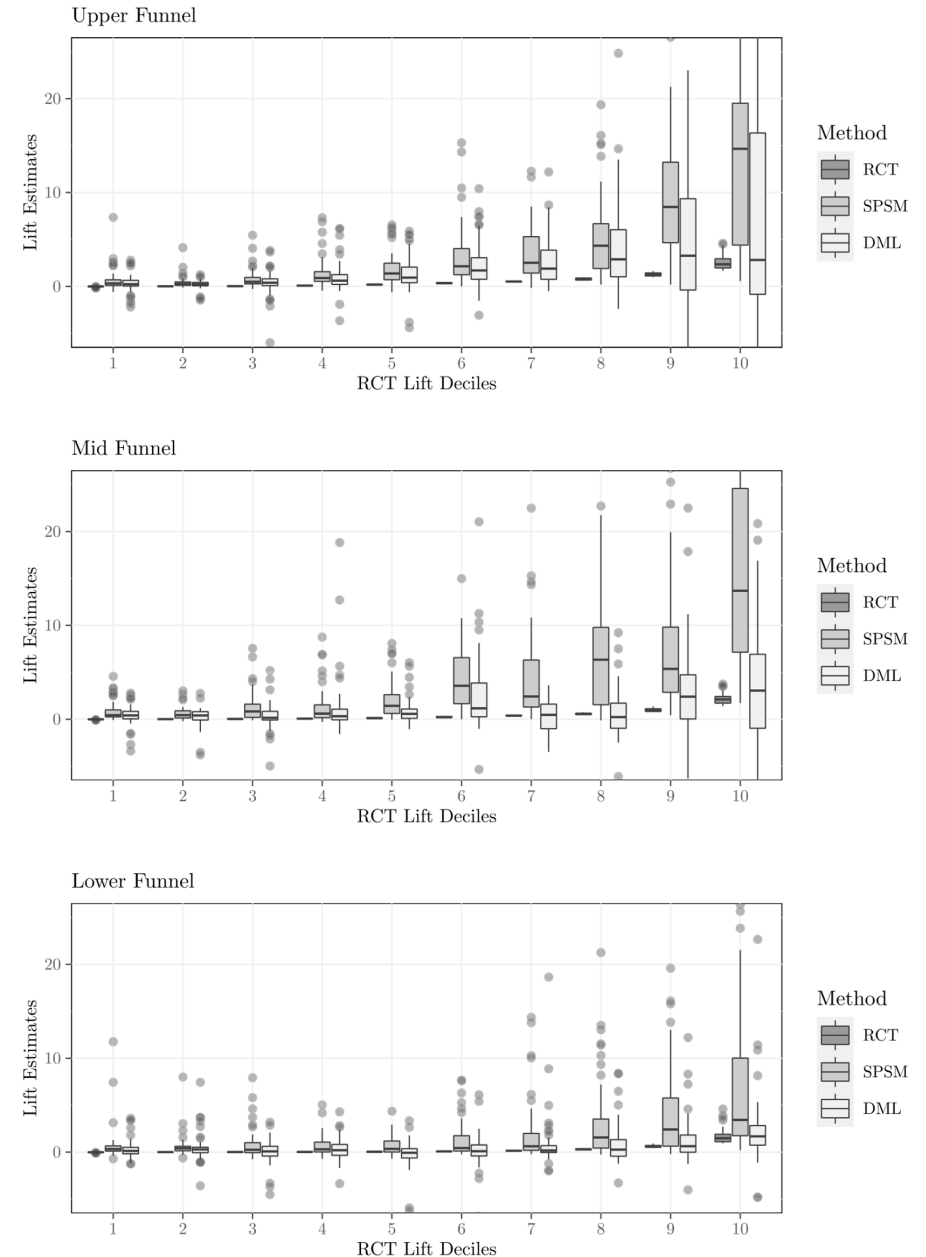 Upper Funnel
Lift Estimates
20
10
0
1 2 3 4 5 6 7 8 9 10
RCT Lift Deciles
Method
RCT
SPSM
DML
Mid Funnel
Lift Estimates
20
10
0
1 2 3 4 5 6 7 8 9 10
RCT Lift Deciles
Method
RCT
SPSM
DML
Lower Funnel
Lift Estimates
20
10
0
1 2 3 4 5 6 7 8 9 10
RCT Lift Deciles
Method
RCT
SPSM
DML